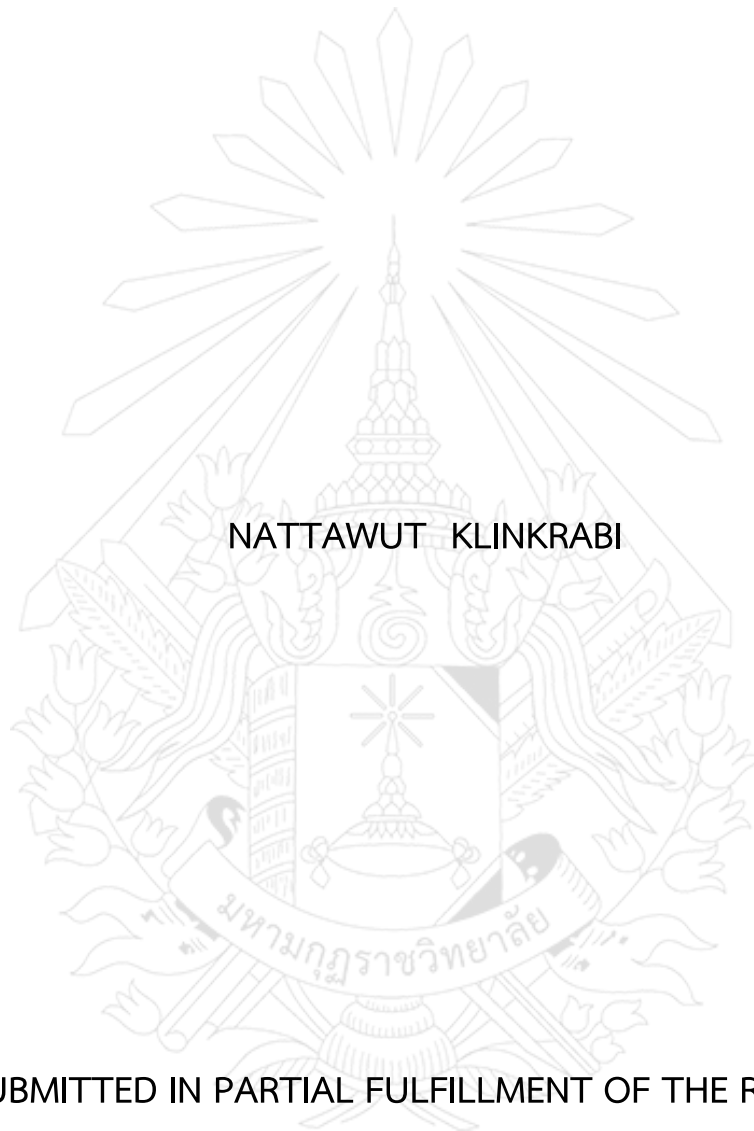 NATTAWUT KLINKRABI
มหามกุฏราชวิทยาลัย
UBMITTED IN PARTIAL FULFILLMENT OF THE R